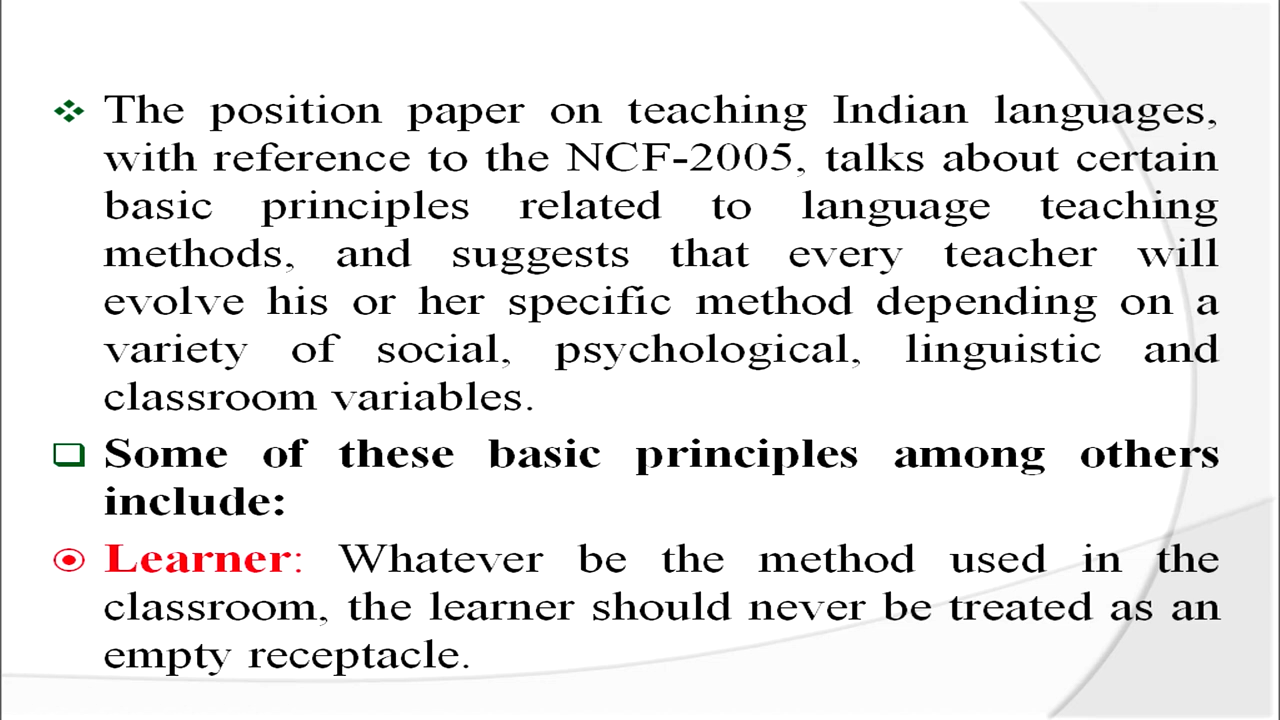 The position paper on teaching Indian languages,
with reference to the NCF-2005, talks about certain
basic principles related to language teaching
methods, and suggests that every teacher will
evolve his or her specific method depending on a
variety of social, psychological, linguistic and
classroom variables.
Some of these basic principles among others
include:
Learner: Whatever be the method used in the
classroom, the learner should never be treated as an
empty receptacle.